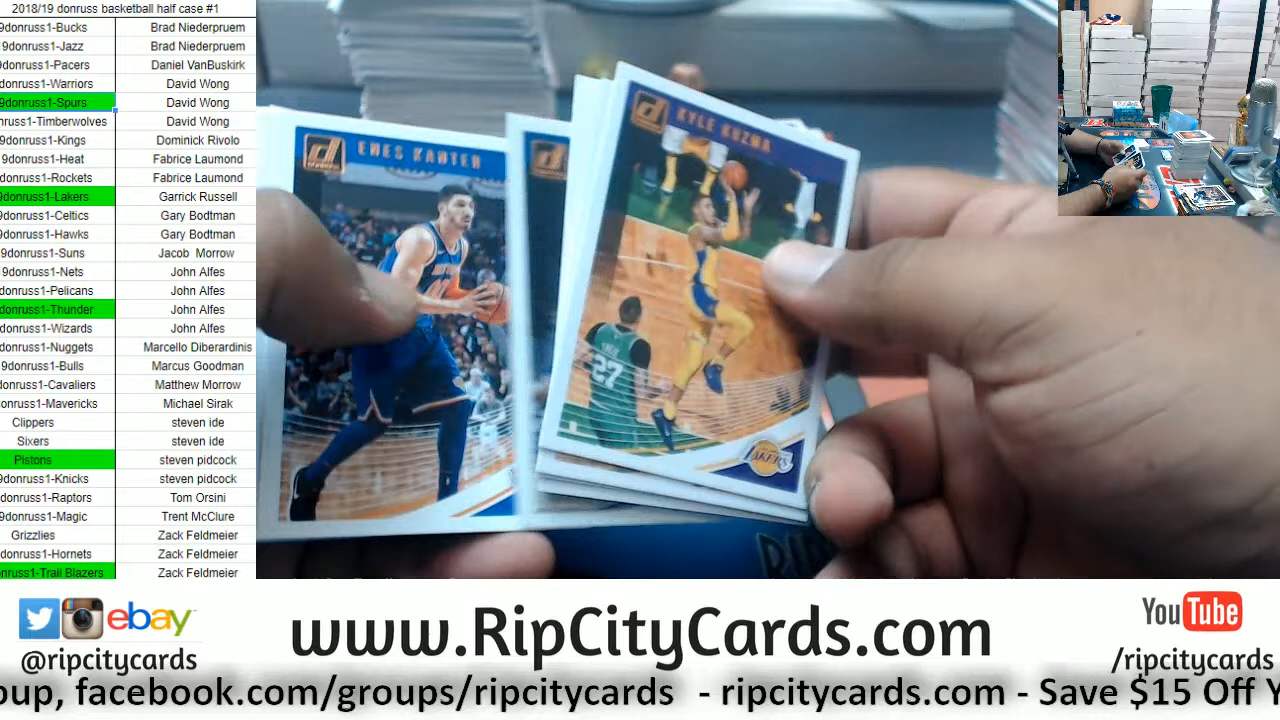 2018/19 donruss basketball half case #1
9donruss1-Bucks Brad Niederpruem
9donruss1-Jazz Brad Niederpruem
9donruss1-Pacers Daniel VanBuskirk
donruss1-Warriors David Wong
9donruss1-Spurs David Wong
nruss1-Timberwolves David Wong
9donruss1-Kings Dominick Rivolo
9donruss1-Heat Fabrice Laumond
donruss1-Rockets Fabrice Laumond
9donruss1-Lakers Garrick Russell
donruss1-Celtics Gary Bodtman
donruss1-Hawks Gary Bodtman
9donruss1-Suns Jacob Morrow
9donruss1-Nets John Alfes
donruss1-Pelicans John Alfes
donruss1-Thunder John Alfes
donruss1-Wizards John Alfes
donruss1-Nuggets Marcello Diberardinis
9donruss1-Bulls Marcus Goodman
donruss1-Cavaliers Matthew Morrow
onruss1-Mavericks Michael Sirak
Clippers steven ide
Sixers steven ide
Pistons steven pidcock
9donruss1-Knicks steven pidcock
donruss1-Raptors Tom Orsini
9donruss1-Magic Trent McClure
Grizzlies Zack Feldmeier
donruss1-Hornets Zack Feldmeier
nruss1-Trail Blazers Zack Feldmeier
ENES KANTER
KYLE KUZMA
27
LAKERS
ebay
@ripcitycards
www.RipCityCards.com
YouTube
/ripcitycards
oup, facebook.com/groups/ripcitycards - ripcitycards.com - Save $15 Off Y